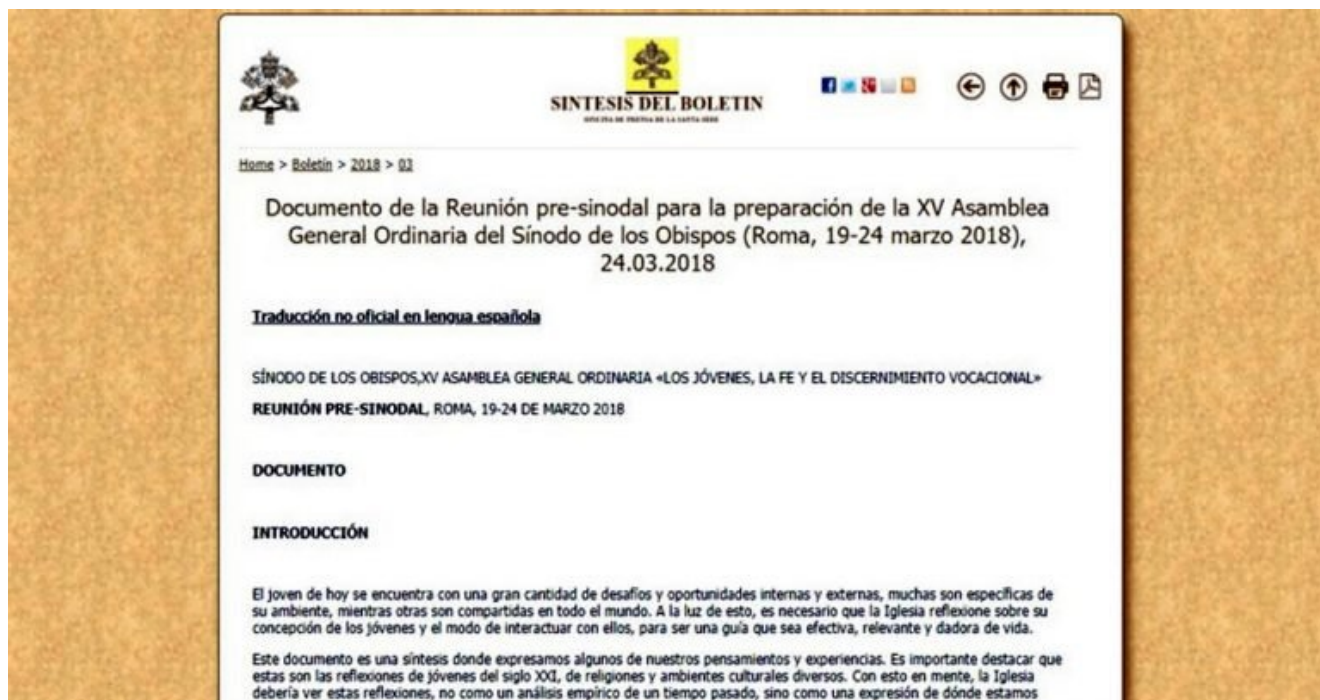 SINTESIS DEL BOLETIN
OFICINA DE PRENSA DE LA SANTA SEDE
Home > Boletín > 2018 > 03
Documento de la Reunión pre-sinodal para la preparación de la XV Asamblea
General Ordinaria del Sínodo de los Obispos (Roma, 19-24 marzo 2018),
24.03.2018
Traducción no oficial en lengua española
SÍNODO DE LOS OBISPOS,XV ASAMBLEA GENERAL ORDINARIA «LOS JÓVENES, LA FE Y EL DISCERNIMIENTO VOCACIONAL»
REUNIÓN PRE-SINODAL, ROMA, 19-24 DE MARZO 2018
DOCUMENTO
INTRODUCCIÓN
El joven de hoy se encuentra con una gran cantidad de desafíos y oportunidades internas y externas, muchas son específicas de
su ambiente, mientras otras son compartidas en todo el mundo. A la luz de esto, es necesario que la Iglesia reflexione sobre su
concepción de los jóvenes y el modo de interactuar con ellos, para ser una guía que sea efectiva, relevante y dadora de vida.
Este documento es una síntesis donde expresamos algunos de nuestros pensamientos y experiencias. Es importante destacar que
estas son las reflexiones de jóvenes del siglo XXI, de religiones y ambientes culturales diversos. Con esto en mente, la Iglesia
debería ver estas reflexiones, no como un análisis empírico de un tiempo pasado, sino como una expresión de dónde estamos